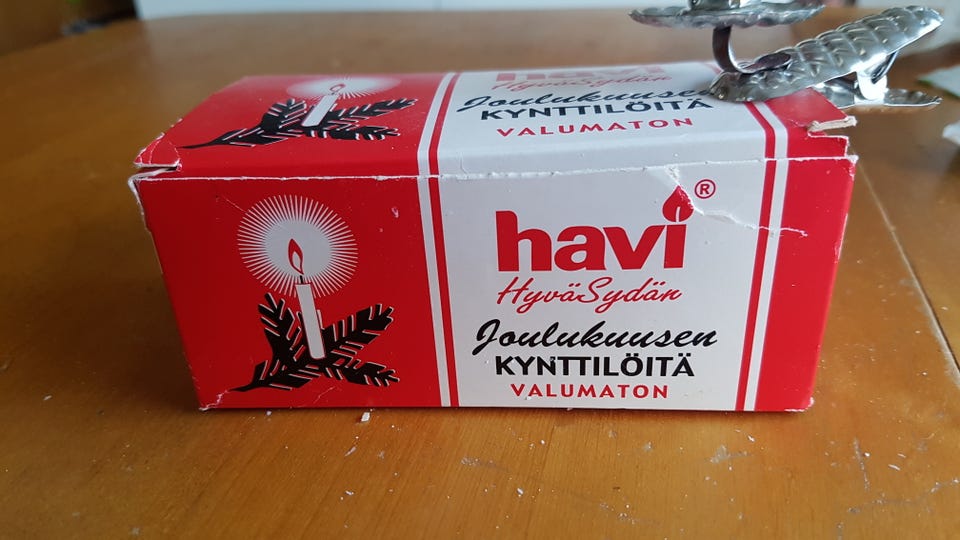 havi
HyväSydän
Joulukuusen
KYNTTILÖITÄ
VALUMATON
havi®
HyväSydän
Joulukuusen
KYNTTILÖITÄ
VALUMATON